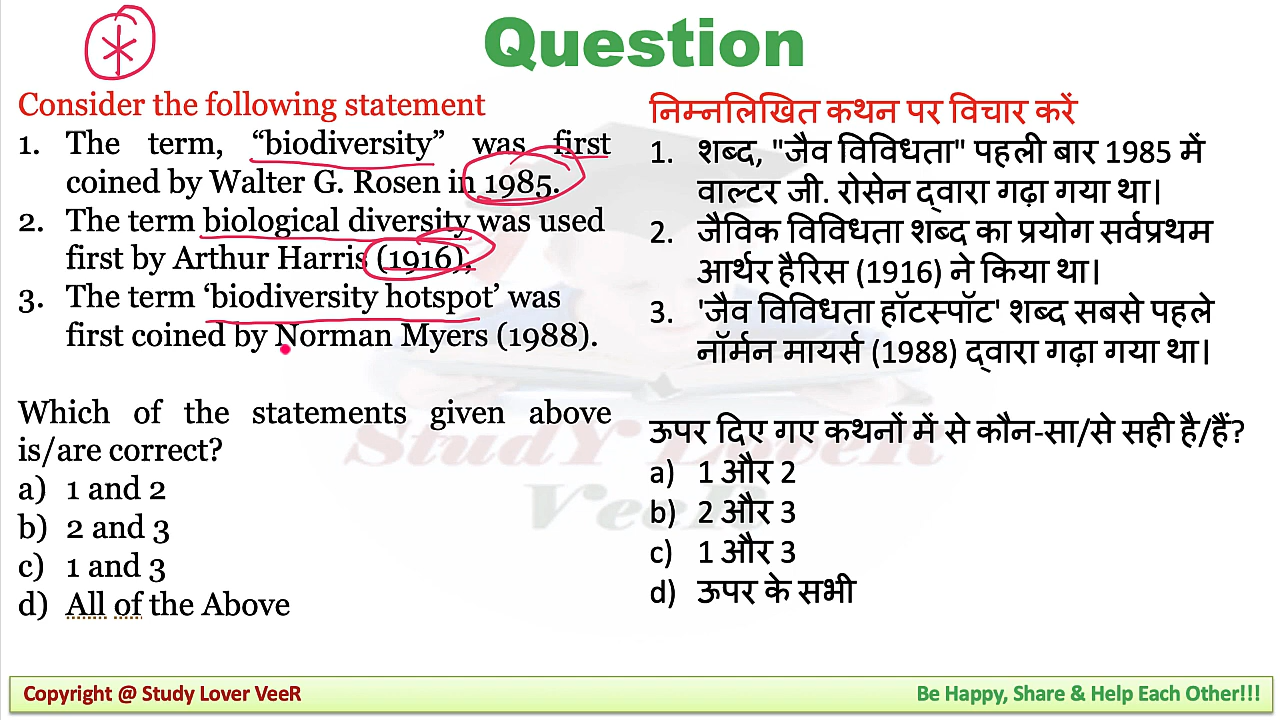 Question
Consider the following statement
1. The term, “biodiversity” was first
coined by Walter G. Rosen in 1985.
2. The term biological diversity was used
first by Arthur Harris (1916),
3. The term ‘biodiversity hotspot’ was
first coined by Norman Myers (1988).
Which of the statements given above
is/are correct?
a) 1 and 2
b) 2 and 3
c) 1 and 3
d) All of the Above
निम्नलिखित कथन पर विचार करें
1. शब्द, "जैव विविधता" पहली बार 1985 में
वाल्टर जी. रोसेन द्वारा गढ़ा गया था।
2. जैविक विविधता शब्द का प्रयोग सर्वप्रथम
आर्थर हैरिस (1916) ने किया था।
3. 'जैव विविधता हॉटस्पॉट' शब्द सबसे पहले
नॉर्मन मायर्स (1988) द्वारा गढ़ा गया था।
ऊपर दिए गए कथनों में से कौन-सा/से सही है/हैं?
a) 1 और 2
b) 2 और 3
c) 1 और 3
d) ऊपर के सभी
StudY LoveR
VeeR
Copyright @ Study Lover VeeR
Be Happy, Share & Help Each Other!!!